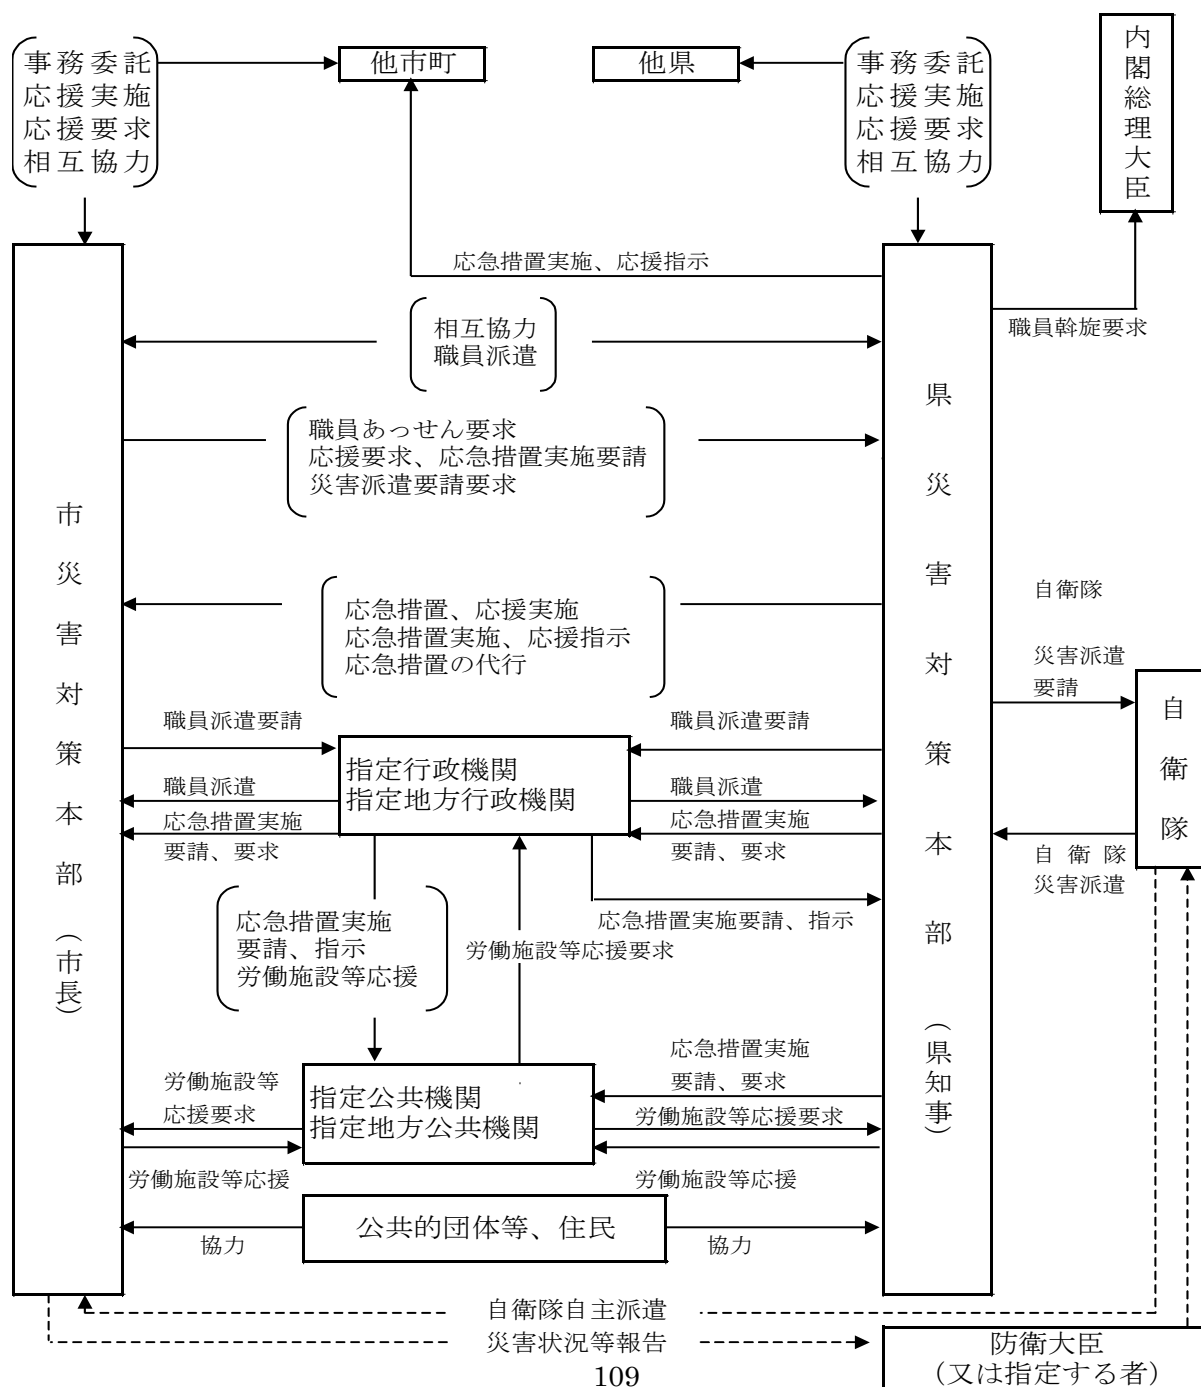 事務委託
応援実施
応援要求
相互協力
他市町
他県
事務委託
応援実施
応援要求
相互協力
内閣総理大臣
応急措置実施、応援指示
職員斡旋要求
相互協力
職員派遣
職員あっせん要求
応援要求、応急措置実施要請
災害派遣要請要求
市災害対策本部（市長）
県災害対策本部（県知事）
応急措置、応援実施
応急措置実施、応援指示
応急措置の代行
自衛隊
災害派遣
要請
自衛隊
自衛隊
災害派遣
職員派遣要請
職員派遣
応急措置実施
要請、要求
指定行政機関
指定地方行政機関
職員派遣要請
職員派遣
応急措置実施
要請、要求
応急措置実施
要請、指示
労働施設等応援
応急措置実施要請、指示
労働施設等応援要求
応急措置実施
要請、要求
労働施設等
応援要求
指定公共機関
指定地方公共機関
労働施設等応援要求
労働施設等応援
労働施設等応援
公共的団体等、住民
協力
協力
自衛隊自主派遣
災害状況等報告
防衛大臣
（又は指定する者）
109